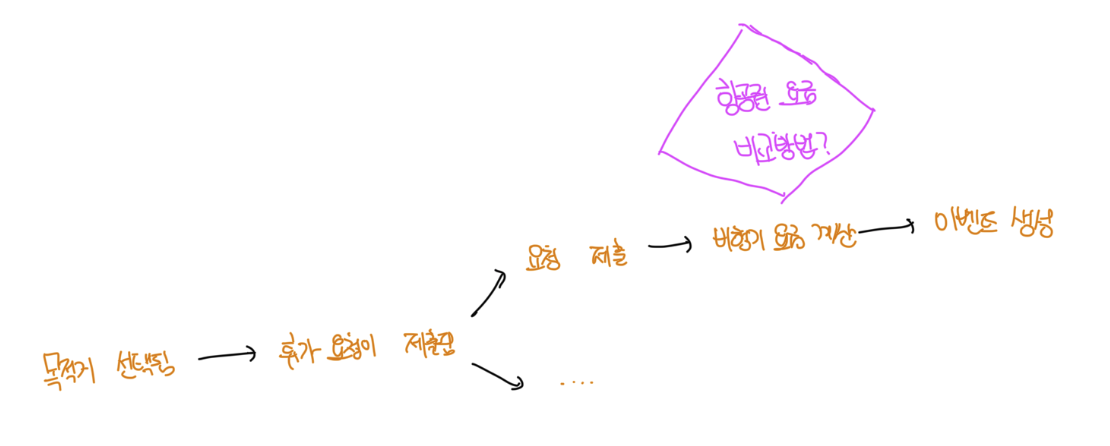 항공권 요금
비교방법?
목적지 선택됨
휴가 요청이 제출됨
요청 제출
비행기 요금 계산
이벤트 생성
....